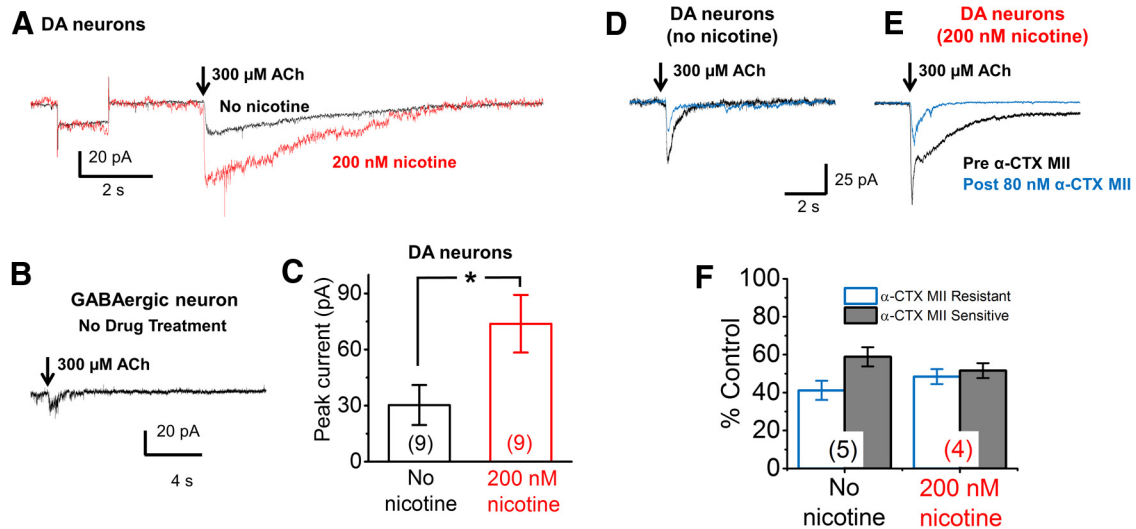 A
DA neurons
300 µM ACh
No nicotine
200 nM nicotine
20 pA
2 s
B
GABAergic neuron
No Drug Treatment
300 µM ACh
20 pA
4 s
C
DA neurons
*
Peak current (pA)
90
60
30
0
(9)
(9)
No
nicotine
200 nM
nicotine
D
DA neurons
(no nicotine)
300 µM ACh
25 pA
2 s
E
DA neurons
(200 nM nicotine)
300 µM ACh
Pre α-CTX MII
Post 80 nM α-CTX MII
F
% Control
100
80
60
40
20
0
α-CTX MII Resistant
α-CTX MII Sensitive
(5)
(4)
No
nicotine
200 nM
nicotine